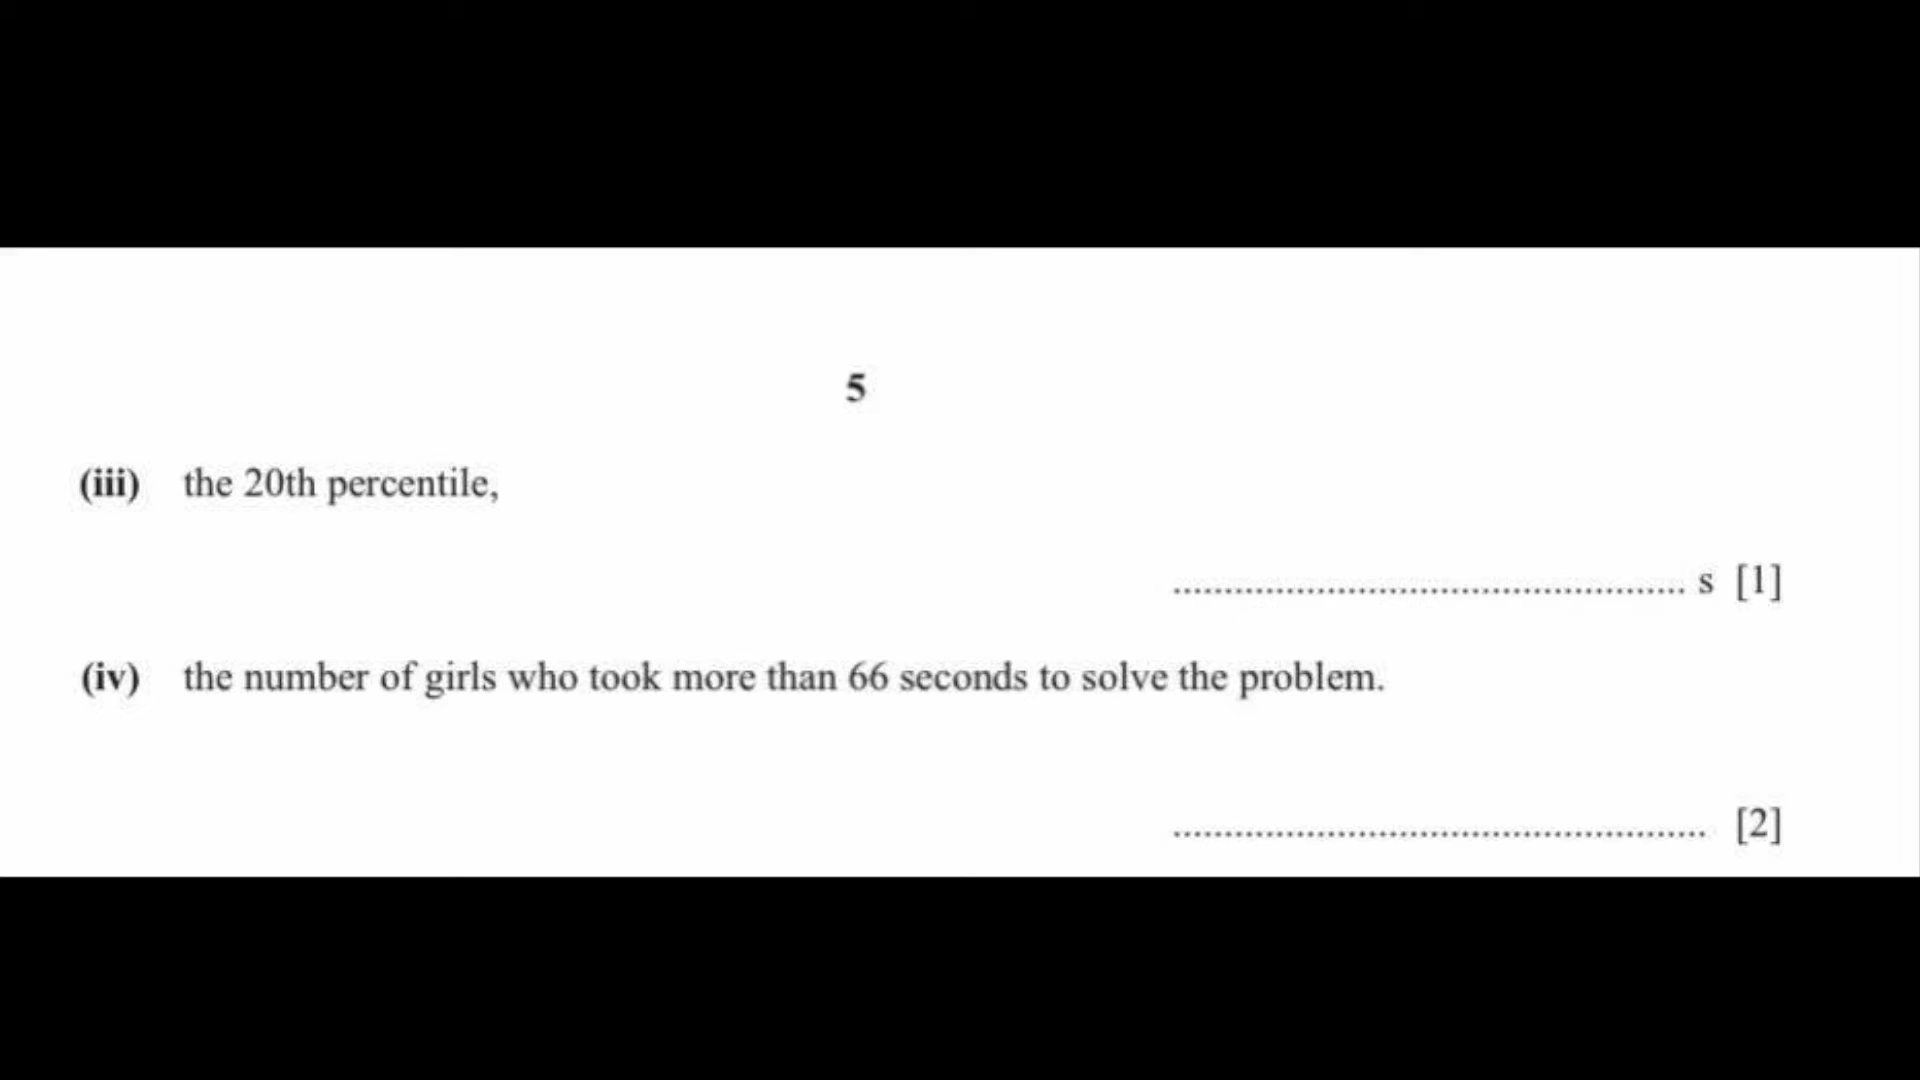 5
(iii) the 20th percentile,
.................................................. s [1]
(iv) the number of girls who took more than 66 seconds to solve the problem.
.................................................... [2]